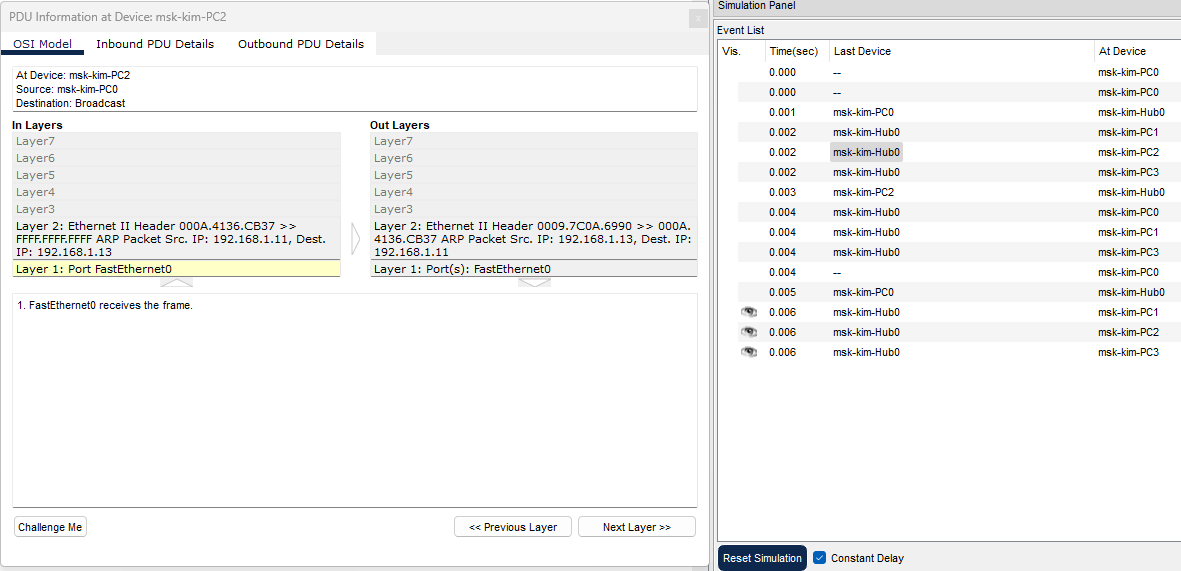 PDU Information at Device: msk-kim-PC2
x
OSI Model Inbound PDU Details Outbound PDU Details
At Device: msk-kim-PC2
Source: msk-kim-PC0
Destination: Broadcast
In Layers
Layer7
Layer6
Layer5
Layer4
Layer3
Layer 2: Ethernet II Header 000A.4136.CB37 >>
FFFF.FFFF.FFFF ARP Packet Src. IP: 192.168.1.11, Dest.
IP: 192.168.1.13
Layer 1: Port FastEthernet0
Out Layers
Layer7
Layer6
Layer5
Layer4
Layer3
Layer 2: Ethernet II Header 0009.7C0A.6990 >> 000A.
4136.CB37 ARP Packet Src. IP: 192.168.1.13, Dest. IP:
192.168.1.11
Layer 1: Port(s): FastEthernet0
1. FastEthernet0 receives the frame.
Challenge Me << Previous Layer Next Layer >>
Simulation Panel
Event List
Vis. Time(sec) Last Device At Device
0.000 -- msk-kim-PC0
0.000 -- msk-kim-PC0
0.001 msk-kim-PC0 msk-kim-Hub0
0.002 msk-kim-Hub0 msk-kim-PC1
0.002 msk-kim-Hub0 msk-kim-PC2
0.002 msk-kim-Hub0 msk-kim-PC3
0.003 msk-kim-PC2 msk-kim-Hub0
0.004 msk-kim-Hub0 msk-kim-PC0
0.004 msk-kim-Hub0 msk-kim-PC1
0.004 msk-kim-Hub0 msk-kim-PC3
0.004 -- msk-kim-PC0
0.005 msk-kim-PC0 msk-kim-Hub0
0.006 msk-kim-Hub0 msk-kim-PC1
0.006 msk-kim-Hub0 msk-kim-PC2
0.006 msk-kim-Hub0 msk-kim-PC3
Reset Simulation Constant Delay